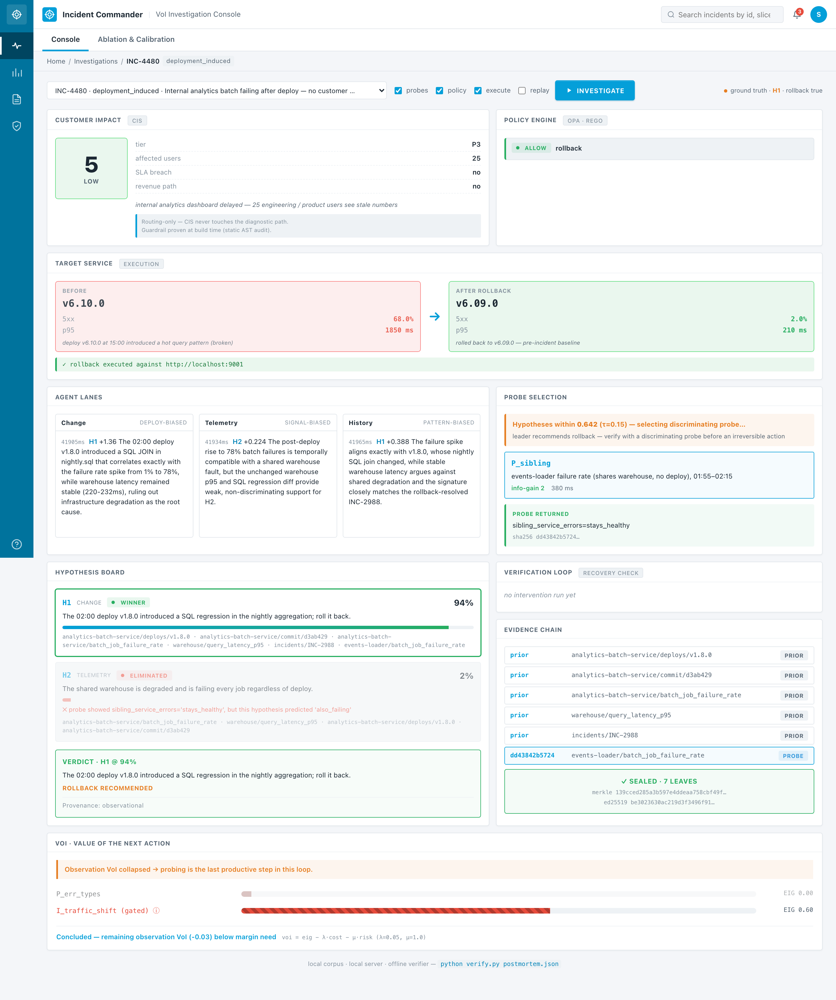 Incident Commander
VoI Investigation Console
Search incidents by id, slice
3
S
Console
Ablation & Calibration
Home / Investigations / INC-4480 deployment_induced
INC-4480 · deployment_induced · Internal analytics batch failing after deploy — no customer ...
probes
policy
execute
replay
INVESTIGATE
ground truth · H1 · rollback true
CUSTOMER IMPACT CIS
5
LOW
tier P3
affected users 25
SLA breach no
revenue path no
internal analytics dashboard delayed — 25 engineering / product users see stale numbers
Routing-only — CIS never touches the diagnostic path.
Guardrail proven at build time (static AST audit).
POLICY ENGINE OPA · REGO
ALLOW rollback
TARGET SERVICE EXECUTION
BEFORE
v6.10.0
5xx 68.0%
p95 1850 ms
deploy v6.10.0 at 15:00 introduced a hot query pattern (broken)
AFTER ROLLBACK
v6.09.0
5xx 2.0%
p95 210 ms
rolled back to v6.09.0 — pre-incident baseline
✓ rollback executed against http://localhost:9001
AGENT LANES
Change DEPLOY-BIASED
41905ms H1 +1.36 The 02:00 deploy
v1.8.0 introduced a SQL JOIN in
nightly.sql that correlates exactly with
the failure rate spike from 1% to 78%,
while warehouse latency remained
stable (220-232ms), ruling out
infrastructure degradation as the root
cause.
Telemetry SIGNAL-BIASED
41934ms H2 +0.224 The post-deploy
rise to 78% batch failures is temporally
compatible with a shared warehouse
fault, but the unchanged warehouse
p95 and SQL regression diff provide
weak, non-discriminating support for
H2.
History PATTERN-BIASED
41965ms H1 +0.388 The failure spike
aligns exactly with v1.8.0, whose nightly
SQL join changed, while stable
warehouse latency argues against
shared degradation and the signature
closely matches the rollback-resolved
INC-2988.
PROBE SELECTION
Hypotheses within 0.642 (τ=0.15) — selecting discriminating probe...
leader recommends rollback — verify with a discriminating probe before an irreversible action
P_sibling
events-loader failure rate (shares warehouse, no deploy), 01:55–02:15
info-gain 2 380 ms
PROBE RETURNED
sibling_service_errors=stays_healthy
sha256 dd43842b5724…
HYPOTHESIS BOARD
H1 CHANGE WINNER 94%
The 02:00 deploy v1.8.0 introduced a SQL regression in the nightly aggregation; roll it back.
analytics-batch-service/deploys/v1.8.0 · analytics-batch-service/commit/d3ab429 · analytics-batch-
service/batch_job_failure_rate · warehouse/query_latency_p95 · incidents/INC-2988 · events-loader/batch_job_failure_rate
H2 TELEMETRY ELIMINATED 2%
The shared warehouse is degraded and is failing every job regardless of deploy.
✕ probe showed sibling_service_errors='stays_healthy', but this hypothesis predicted 'also_failing'
analytics-batch-service/batch_job_failure_rate · warehouse/query_latency_p95 · analytics-batch-service/deploys/v1.8.0 ·
analytics-batch-service/commit/d3ab429
VERDICT · H1 @ 94%
The 02:00 deploy v1.8.0 introduced a SQL regression in the nightly aggregation; roll it back.
ROLLBACK RECOMMENDED
Provenance: observational
VERIFICATION LOOP RECOVERY CHECK
no intervention run yet
EVIDENCE CHAIN
prior analytics-batch-service/deploys/v1.8.0 PRIOR
prior analytics-batch-service/commit/d3ab429 PRIOR
prior analytics-batch-service/batch_job_failure_rate PRIOR
prior warehouse/query_latency_p95 PRIOR
prior incidents/INC-2988 PRIOR
dd43842b5724 events-loader/batch_job_failure_rate PROBE
✓ SEALED · 7 LEAVES
merkle 139cced285a3b597e4ddeaa758cbf49f…
ed25519 be3023630ac219d3f3496f91…
VOI · VALUE OF THE NEXT ACTION
Observation VoI collapsed → probing is the last productive step in this loop.
P_err_types EIG 0.00
I_traffic_shift (gated) ⓘ EIG 0.60
Concluded — remaining observation VoI (-0.03) below margin need voi = eig − λ·cost − μ·risk (λ=0.05, μ=1.0)
local corpus · local server · offline verifier — python verify.py postmortem.json